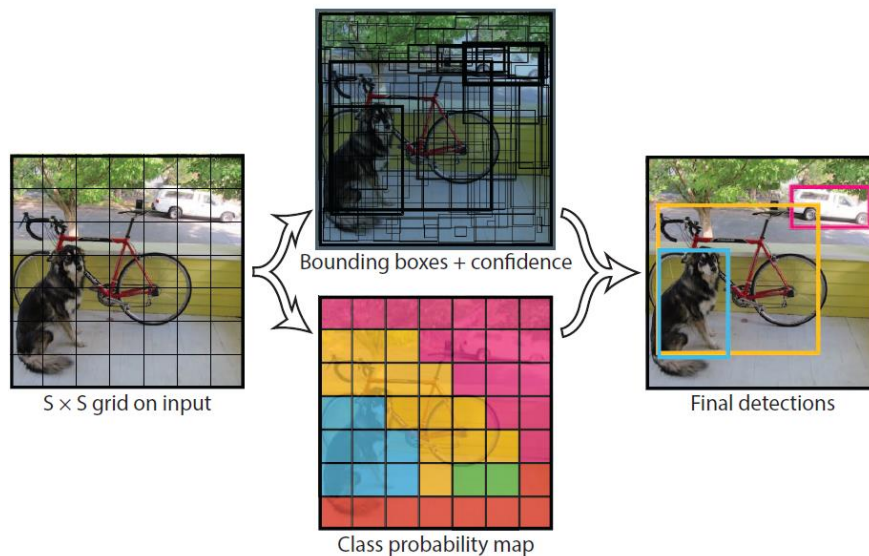 Bounding boxes + confidence
S × S grid on input
Final detections
Class probability map